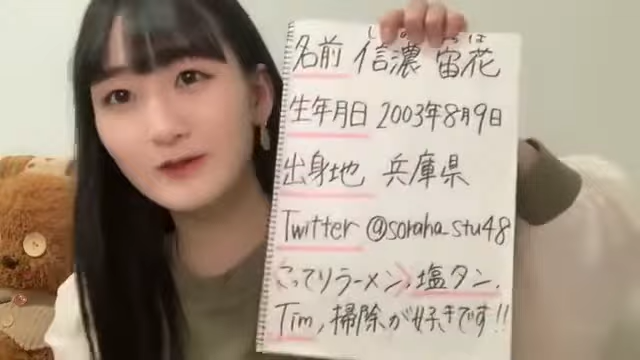 名前 信濃 宙花
生年月日 2003年8月9日
出身地 兵庫県
Twitter @soraha_stu48
こってりラーメン、塩タン、
Tim、掃除が好きです!!